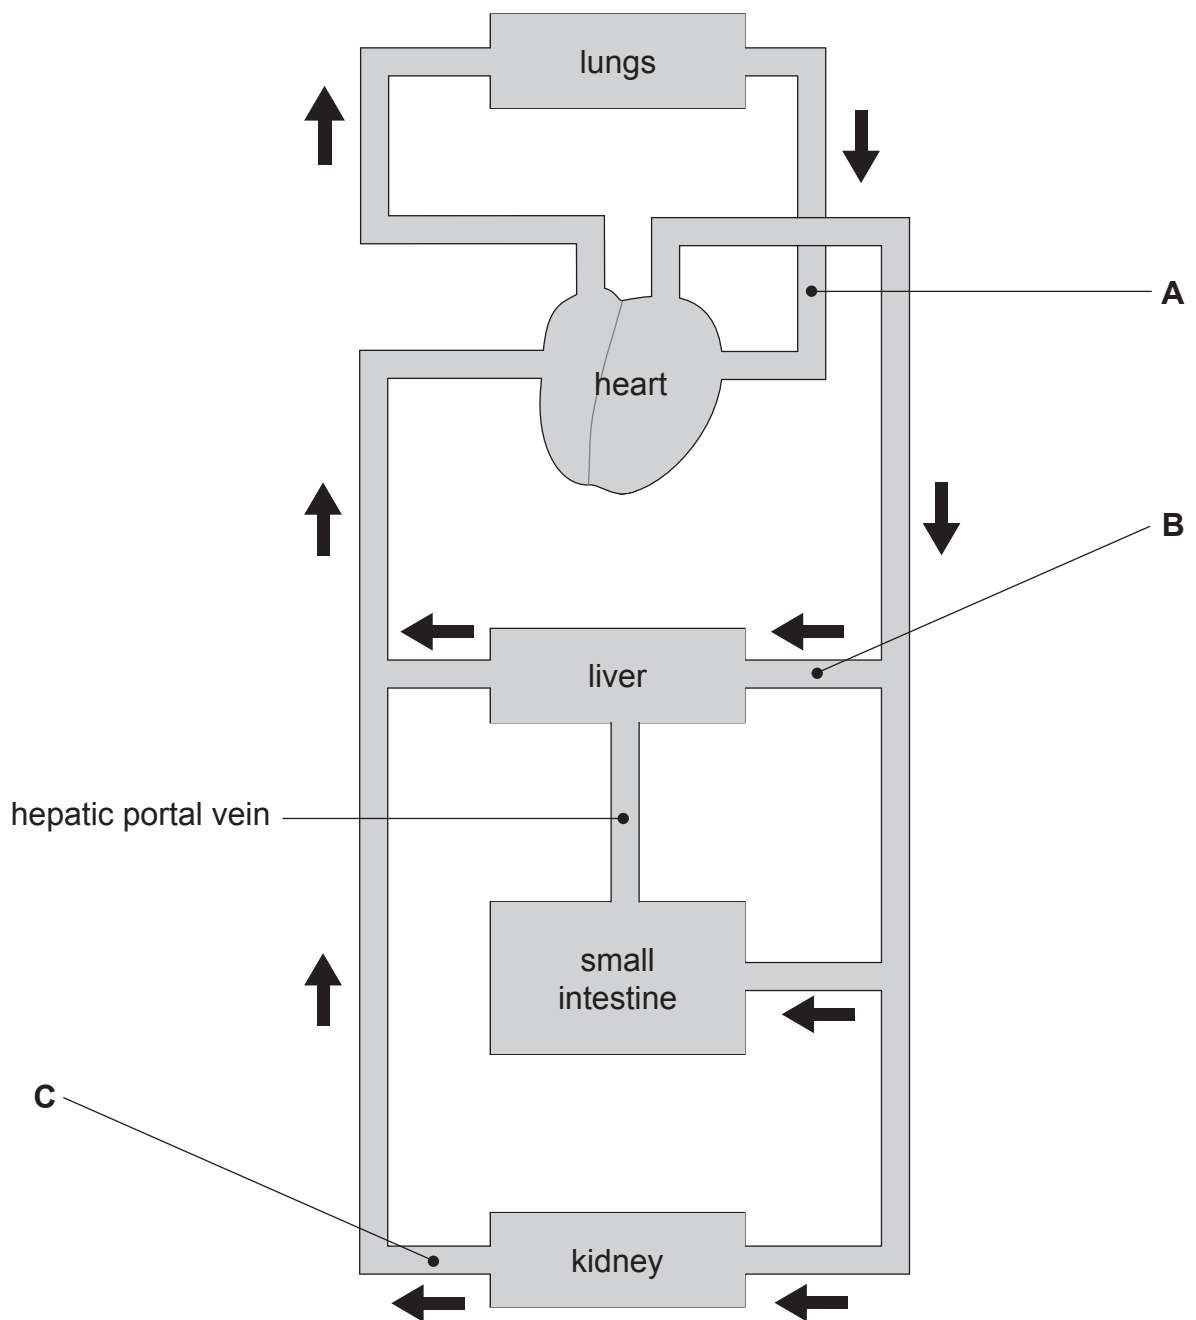 lungs
A
heart
B
liver
hepatic portal vein
small
intestine
C
kidney